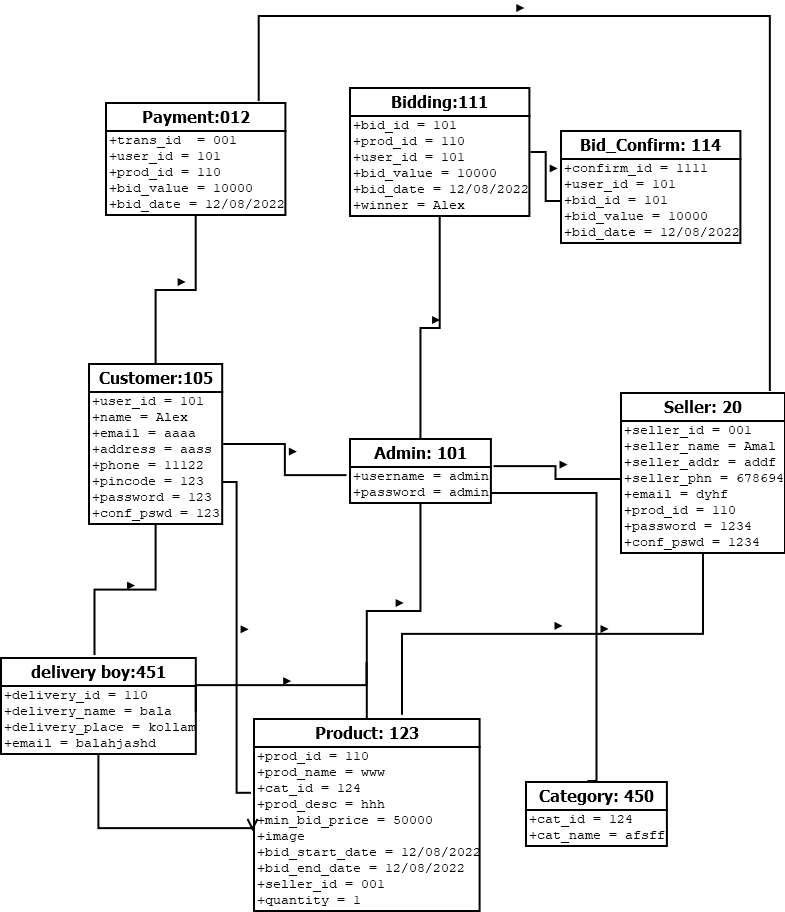 Payment:012
+trans_id  = 001
+user_id = 101
+prod_id = 110
+bid_value = 10000
+bid_date = 12/08/2022
Bidding:111
+bid_id = 101
+prod_id = 110
+user_id = 101
+bid_value = 10000
+bid_date = 12/08/2022
+winner = Alex
Bid_Confirm: 114
+confirm_id = 1111
+user_id = 101
+bid_id = 101
+bid_value = 10000
+bid_date = 12/08/2022
Customer:105
+user_id = 101
+name = Alex
+email = aaaa
+address = aass
+phone = 11122
+pincode = 123
+password = 123
+conf_pswd = 123
Admin: 101
+username = admin
+password = admin
Seller: 20
+seller_id = 001
+seller_name = Amal
+seller_addr = addf
+seller_phn = 678694
+email = dyhf
+prod_id = 110
+password = 1234
+conf_pswd = 1234
delivery boy:451
+delivery_id = 110
+delivery_name = bala
+delivery_place = kollam
+email = balahjashd
Product: 123
+prod_id = 110
+prod_name = www
+cat_id = 124
+prod_desc = hhh
+min_bid_price = 50000
+image
+bid_start_date = 12/08/2022
+bid_end_date = 12/08/2022
+seller_id = 001
+quantity = 1
Category: 450
+cat_id = 124
+cat_name = afsff